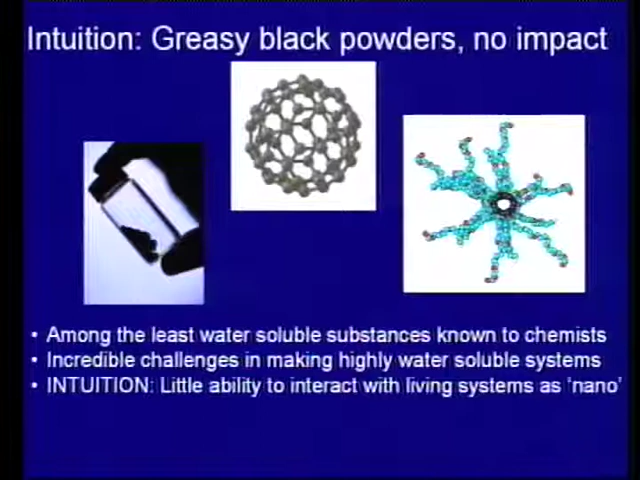 Intuition: Greasy black powders, no impact
• Among the least water soluble substances known to chemists
• Incredible challenges in making highly water soluble systems
• INTUITION: Little ability to interact with living systems as 'nano'